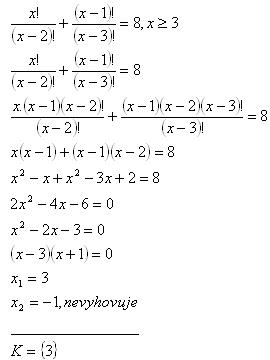 x!/(x−2)! + (x−1)!/(x−3)! = 8, x ≥ 3
x!/(x−2)! + (x−1)!/(x−3)! = 8
x.(x−1)(x−2)!/(x−2)! + (x−1)(x−2)(x−3)!/(x−3)! = 8
x(x−1)+(x−1)(x−2)=8
x²−x+x²−3x+2=8
2x²−4x−6=0
x²−2x−3=0
(x−3)(x+1)=0
x₁=3
x₂=−1, nevyhovuje
K={3}